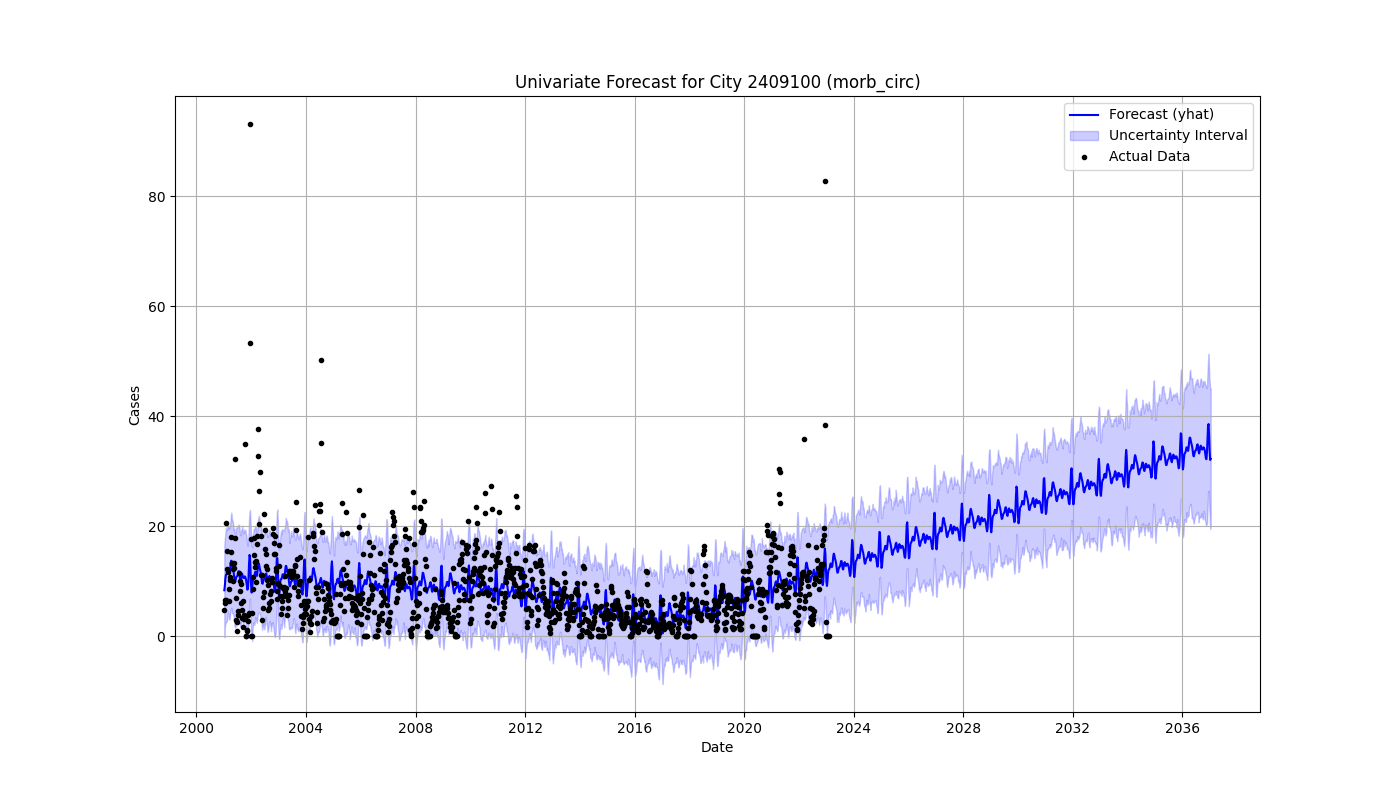 Univariate Forecast for City 2409100 (morb_circ)
Forecast (yhat)
Uncertainty Interval
Actual Data
Cases
80
60
40
20
0
2000 2004 2008 2012 2016 2020 2024 2028 2032 2036
Date